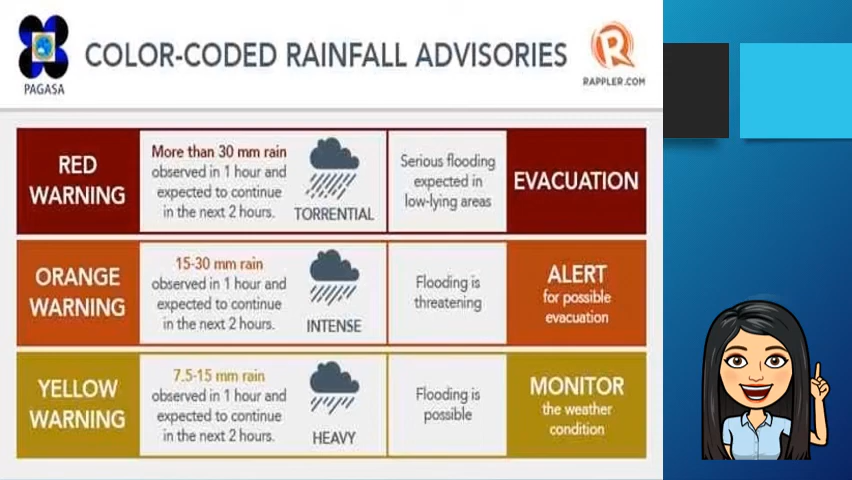 PAGASA
COLOR-CODED RAINFALL ADVISORIES
RAPPLER.COM
RED
WARNING
More than 30 mm rain
observed in 1 hour and
expected to continue
in the next 2 hours.
TORRENTIAL
Serious flooding
expected in
low-lying areas
EVACUATION
ORANGE
WARNING
15-30 mm rain
observed in 1 hour and
expected to continue
in the next 2 hours.
INTENSE
Flooding is
threatening
ALERT
for possible
evacuation
YELLOW
WARNING
7.5-15 mm rain
observed in 1 hour and
expected to continue
in the next 2 hours.
HEAVY
Flooding is
possible
MONITOR
the weather
condition